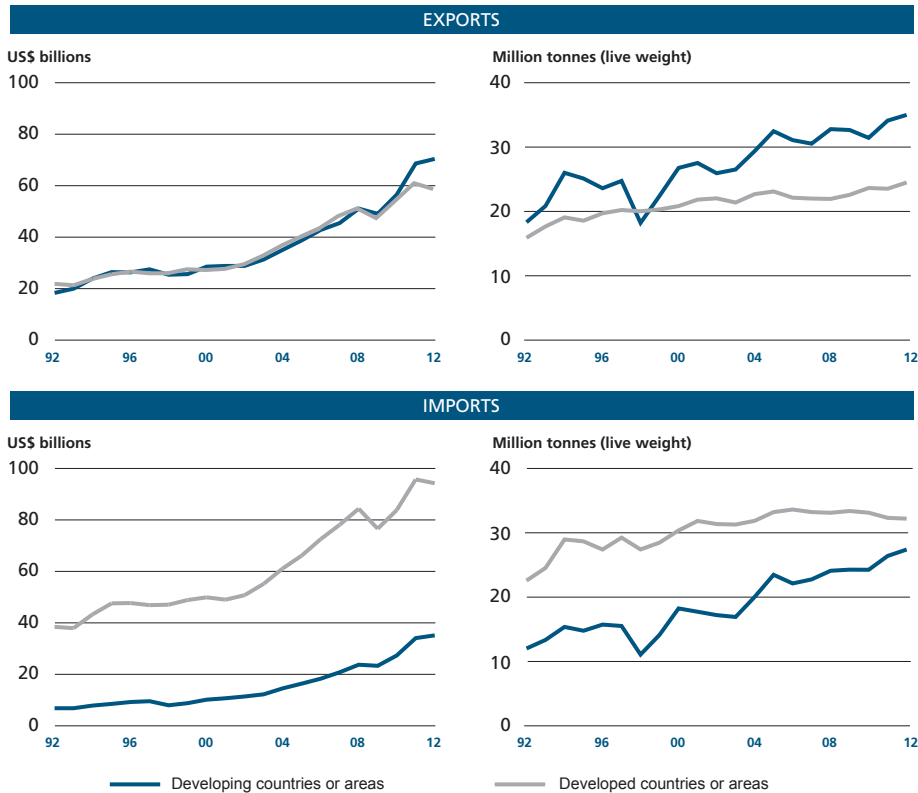 EXPORTS
US$ billions
100
80
60
40
20
0
92 96 00 04 08 12
Million tonnes (live weight)
40
30
20
10
0
92 96 00 04 08 12
IMPORTS
US$ billions
100
80
60
40
20
0
92 96 00 04 08 12
Million tonnes (live weight)
40
30
20
10
0
92 96 00 04 08 12
Developing countries or areas
Developed countries or areas